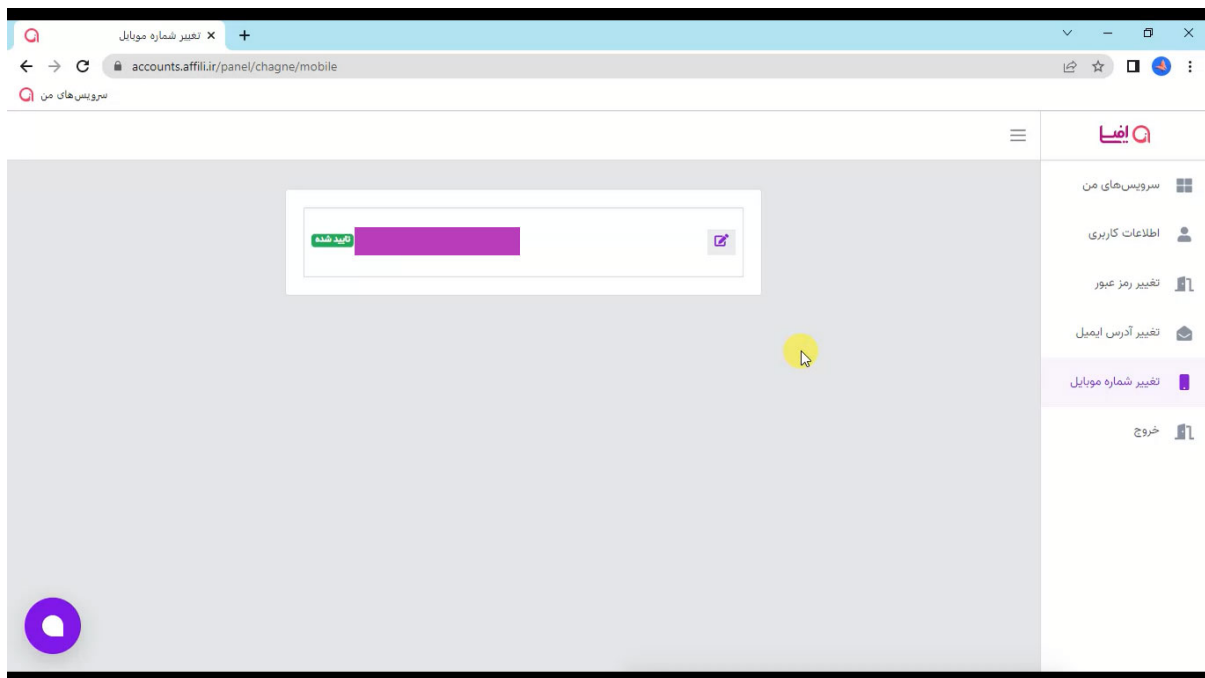 تغییر شماره موبایل
accounts.affili.ir/panel/chagne/mobile
سرویس‌های من
افیلیا
سرویس‌های من
اطلاعات کاربری
تغییر رمز عبور
تغییر آدرس ایمیل
تغییر شماره موبایل
خروج
تایید شده